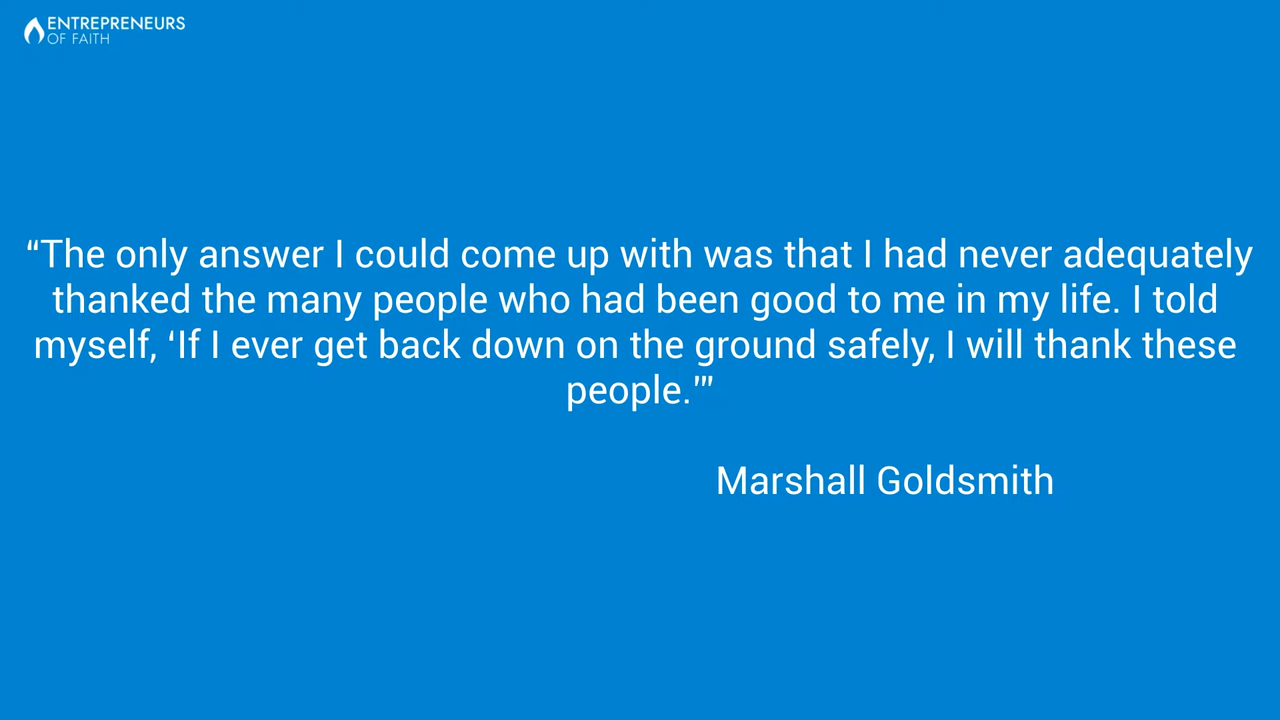 ENTREPRENEURS
OF FAITH
“The only answer I could come up with was that I had never adequately
thanked the many people who had been good to me in my life. I told
myself, ‘If I ever get back down on the ground safely, I will thank these
people.’”
Marshall Goldsmith